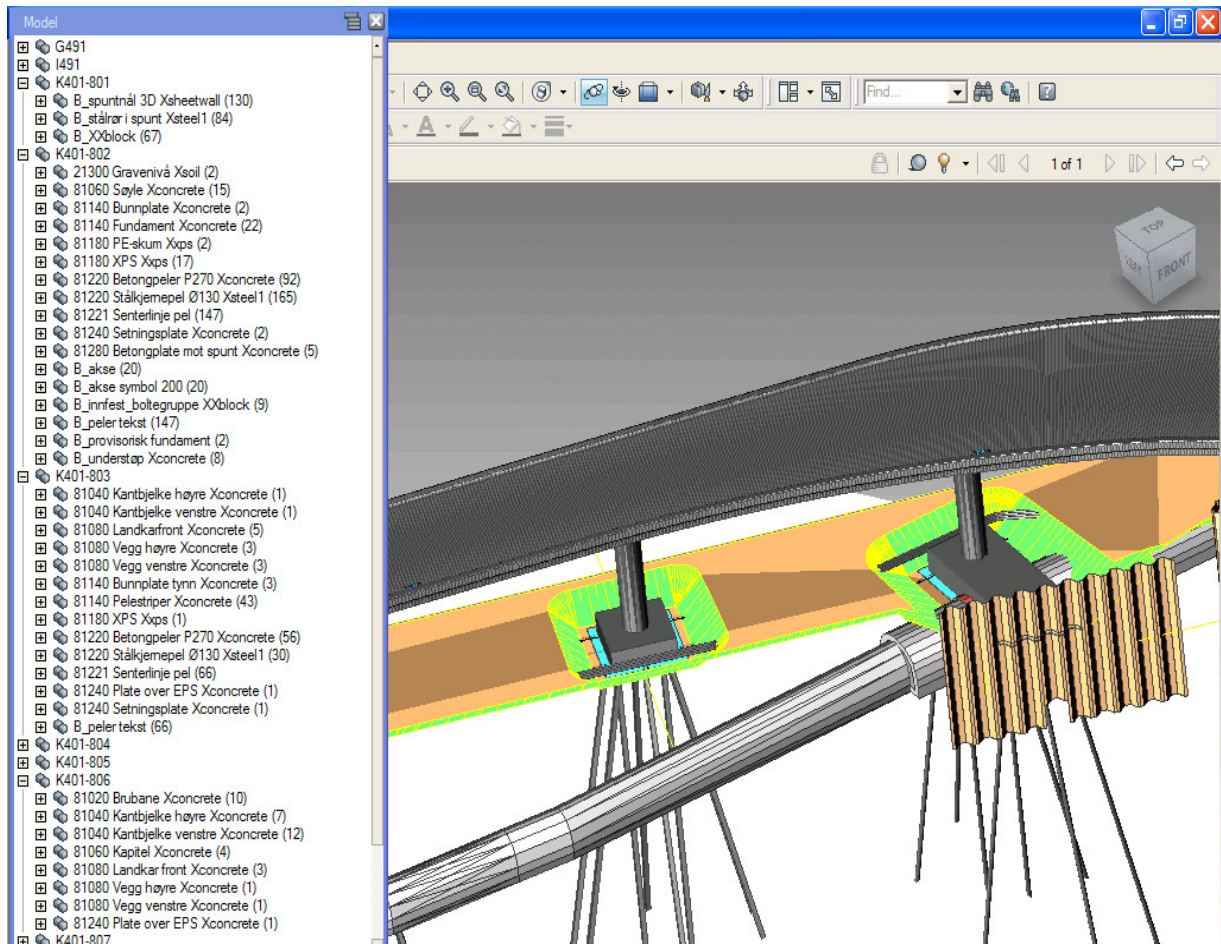 Model
G491
I491
K401-801
B_spuntnål 3D Xsheetwall (130)
B_stålrør i spunt Xsteel1 (84)
B_XXblock (67)
K401-802
21300 Gravenivå Xsoil (2)
81060 Søyle Xconcrete (15)
81140 Bunnplate Xconcrete (2)
81140 Fundament Xconcrete (22)
81180 PE-skum Xxps (2)
81180 XPS Xxps (17)
81220 Betongpeler P270 Xconcrete (92)
81220 Stålkjernepel Ø130 Xsteel1 (165)
81221 Senterlinje pel (147)
81240 Setningsplate Xconcrete (2)
81280 Betongplate mot spunt Xconcrete (5)
B_akse (20)
B_akse symbol 200 (20)
B_innfest_boltegruppe XXblock (9)
B_peler tekst (147)
B_provisorisk fundament (2)
B_understøp Xconcrete (8)
K401-803
81040 Kantbjelke høyre Xconcrete (1)
81040 Kantbjelke venstre Xconcrete (1)
81080 Landkarfront Xconcrete (5)
81080 Vegg høyre Xconcrete (3)
81080 Vegg venstre Xconcrete (3)
81140 Bunnplate tynn Xconcrete (3)
81140 Pelestriper Xconcrete (43)
81180 XPS Xxps (1)
81220 Betongpeler P270 Xconcrete (56)
81220 Stålkjernepel Ø130 Xsteel1 (30)
81221 Senterlinje pel (66)
81240 Plate over EPS Xconcrete (1)
81240 Setningsplate Xconcrete (1)
B_peler tekst (66)
K401-804
K401-805
K401-806
81020 Brubane Xconcrete (10)
81040 Kantbjelke høyre Xconcrete (7)
81040 Kantbjelke venstre Xconcrete (12)
81060 Kapitel Xconcrete (4)
81080 Landkar front Xconcrete (3)
81080 Vegg høyre Xconcrete (1)
81080 Vegg venstre Xconcrete (1)
81240 Plate over EPS Xconcrete (1)
K401-807
Find...
1 of 1
TOP
LEFT
FRONT